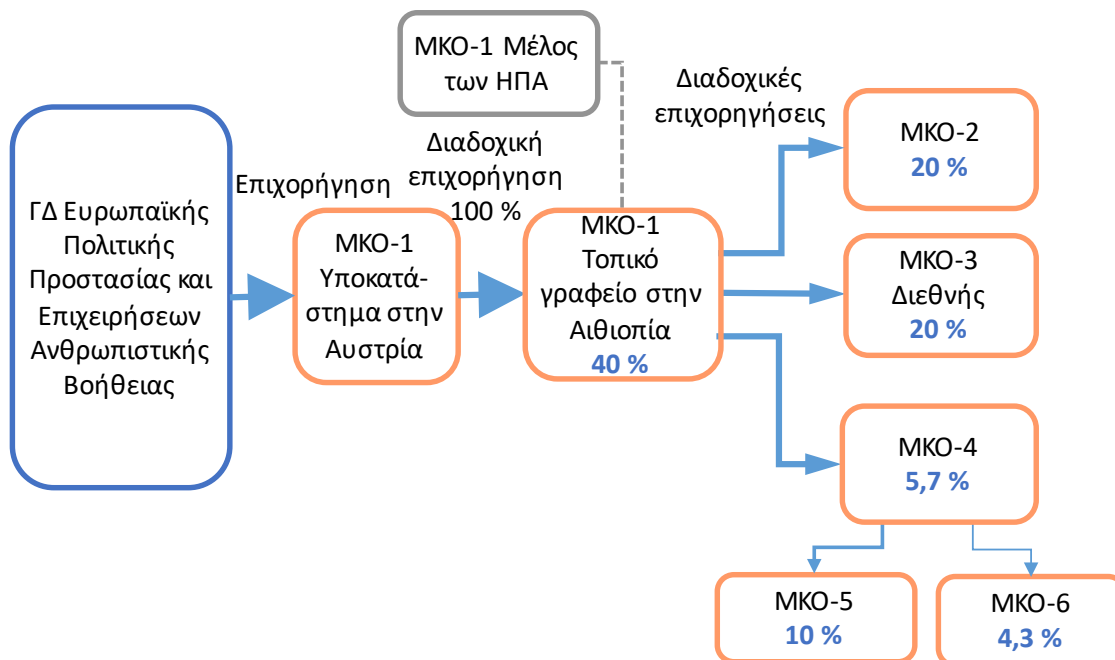 ΜΚΟ-1 Μέλος
των ΗΠΑ
Διαδοχικές
επιχορηγήσεις
Διαδοχική
επιχορήγηση
100 %
Επιχορήγηση
ΓΔ Ευρωπαϊκής
Πολιτικής
Προστασίας και
Επιχειρήσεων
Ανθρωπιστικής
Βοήθειας
ΜΚΟ-1
Υποκατά-
στημα στην
Αυστρία
ΜΚΟ-1
Τοπικό
γραφείο στην
Αιθιοπία
40 %
ΜΚΟ-2
20 %
ΜΚΟ-3
Διεθνής
20 %
ΜΚΟ-4
5,7 %
ΜΚΟ-5
10 %
ΜΚΟ-6
4,3 %